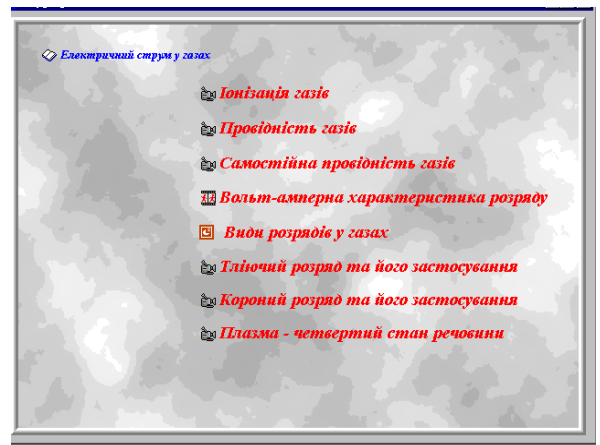 Електричний струм у газах
Іонізація газів
Провідність газів
Самостійна провідність газів
Вольт-амперна характеристика розряду
Види розрядів у газах
Тліючий розряд та його застосування
Короний розряд та його застосування
Плазма - четвертий стан речовини